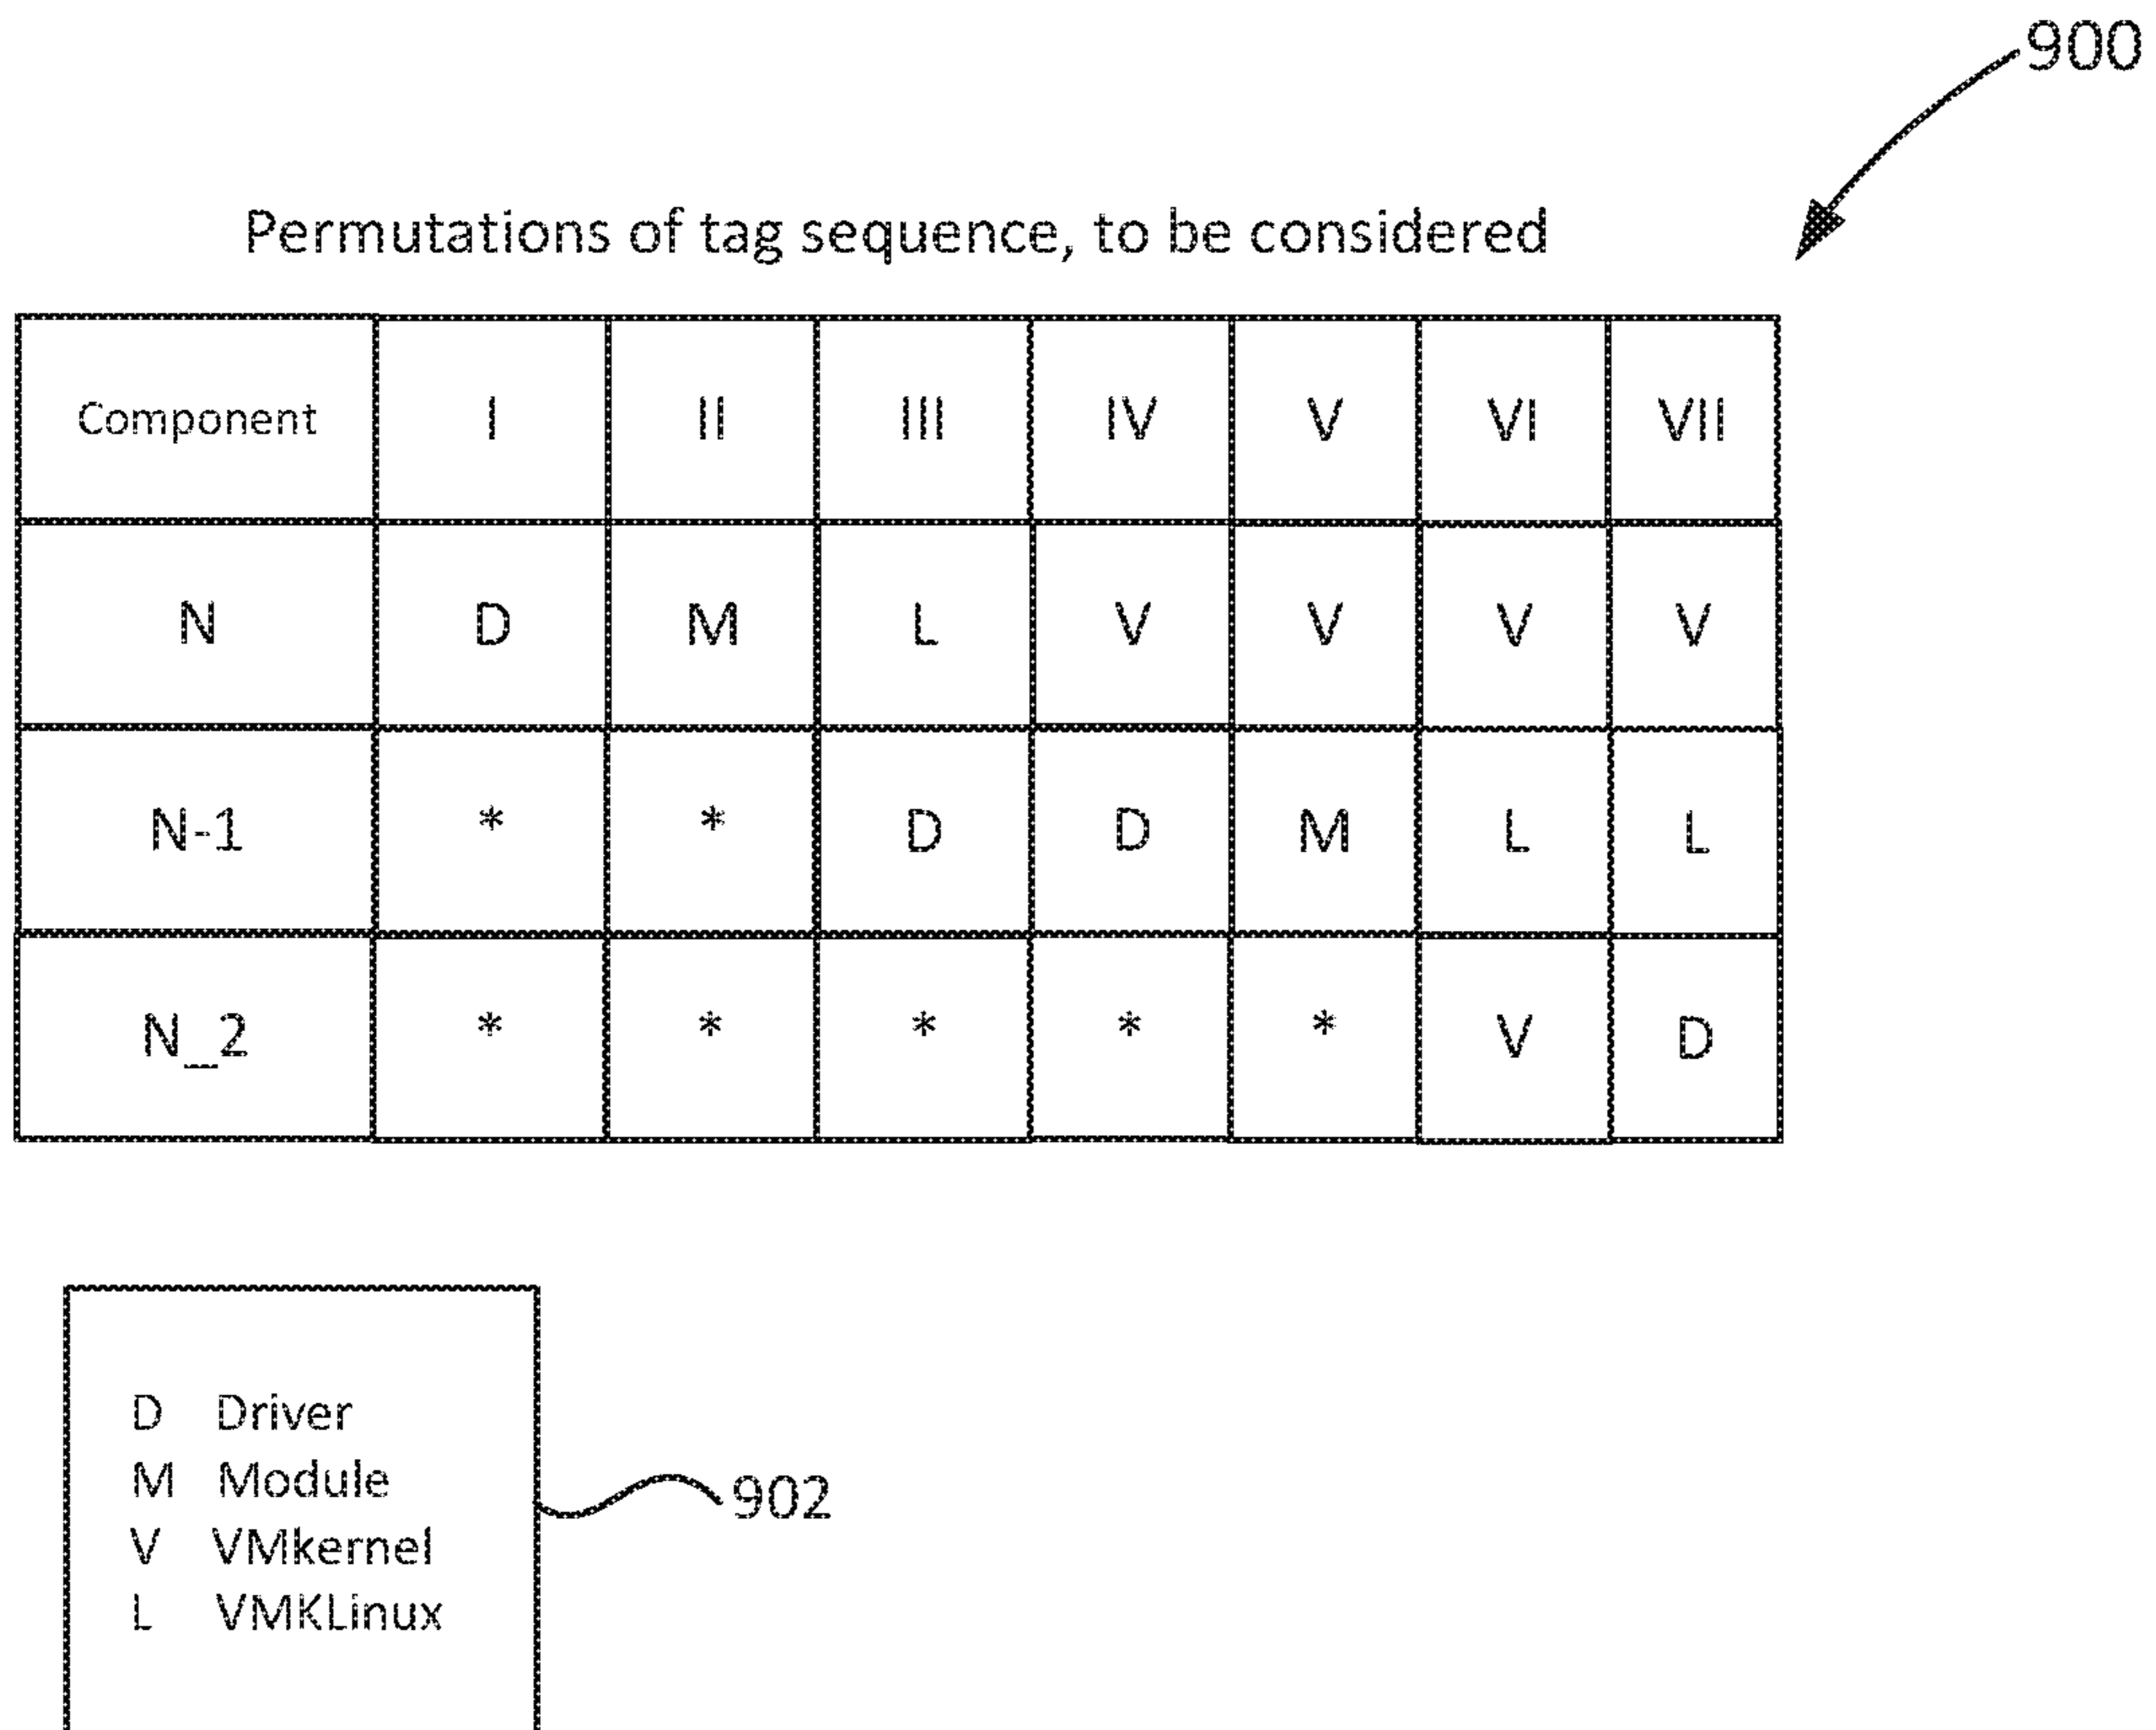 900
Permutations of tag sequence, to be considered
Component I II III IV V VI VII
N D M L V V V V
N-1 * * D D M L L
N_2 * * * * * V D
D Driver
M Module
902
V VMkernel
L VMKLinux